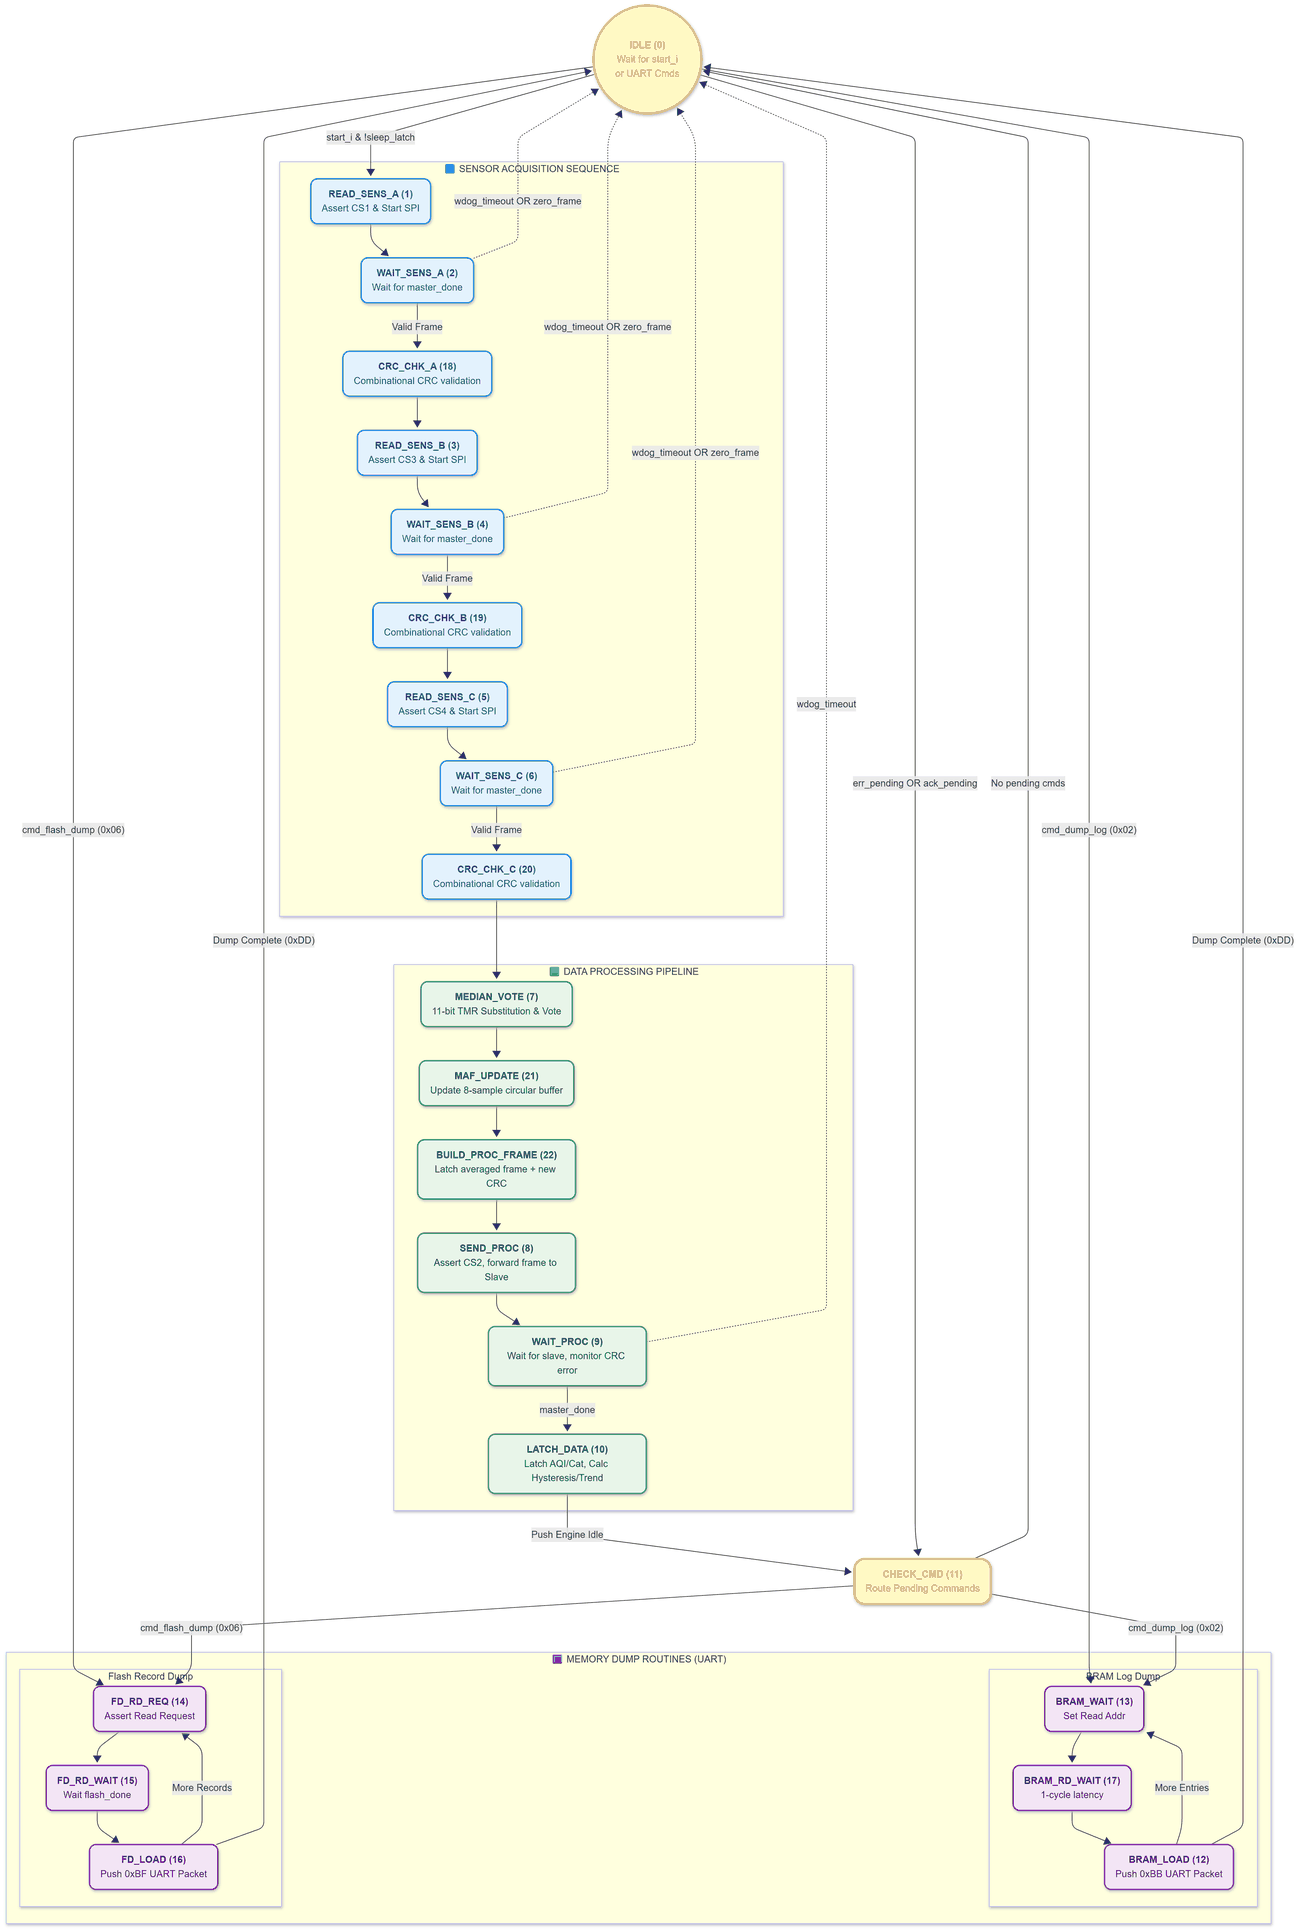 IDLE (0)
Wait for start_i
or UART Cmds
start_i & !sleep_latch
SENSOR ACQUISITION SEQUENCE
READ_SENS_A (1)
Assert CS1 & Start SPI
wdog_timeout OR zero_frame
WAIT_SENS_A (2)
Wait for master_done
Valid Frame
wdog_timeout OR zero_frame
CRC_CHK_A (18)
Combinational CRC validation
READ_SENS_B (3)
Assert CS3 & Start SPI
wdog_timeout OR zero_frame
WAIT_SENS_B (4)
Wait for master_done
Valid Frame
CRC_CHK_B (19)
Combinational CRC validation
READ_SENS_C (5)
Assert CS4 & Start SPI
wdog_timeout
WAIT_SENS_C (6)
Wait for master_done
err_pending OR ack_pending
No pending cmds
cmd_flash_dump (0x06)
Valid Frame
cmd_dump_log (0x02)
CRC_CHK_C (20)
Combinational CRC validation
Dump Complete (0xDD)
Dump Complete (0xDD)
DATA PROCESSING PIPELINE
MEDIAN_VOTE (7)
11-bit TMR Substitution & Vote
MAF_UPDATE (21)
Update 8-sample circular buffer
BUILD_PROC_FRAME (22)
Latch averaged frame + new
CRC
SEND_PROC (8)
Assert CS2, forward frame to
Slave
WAIT_PROC (9)
Wait for slave, monitor CRC
error
master_done
LATCH_DATA (10)
Latch AQI/Cat, Calc
Hysteresis/Trend
Push Engine Idle
CHECK_CMD (11)
Route Pending Commands
cmd_flash_dump (0x06)
cmd_dump_log (0x02)
MEMORY DUMP ROUTINES (UART)
Flash Record Dump
BRAM Log Dump
FD_RD_REQ (14)
Assert Read Request
BRAM_WAIT (13)
Set Read Addr
FD_RD_WAIT (15)
Wait flash_done
More Records
BRAM_RD_WAIT (17)
1-cycle latency
More Entries
FD_LOAD (16)
Push 0xBF UART Packet
BRAM_LOAD (12)
Push 0xBB UART Packet